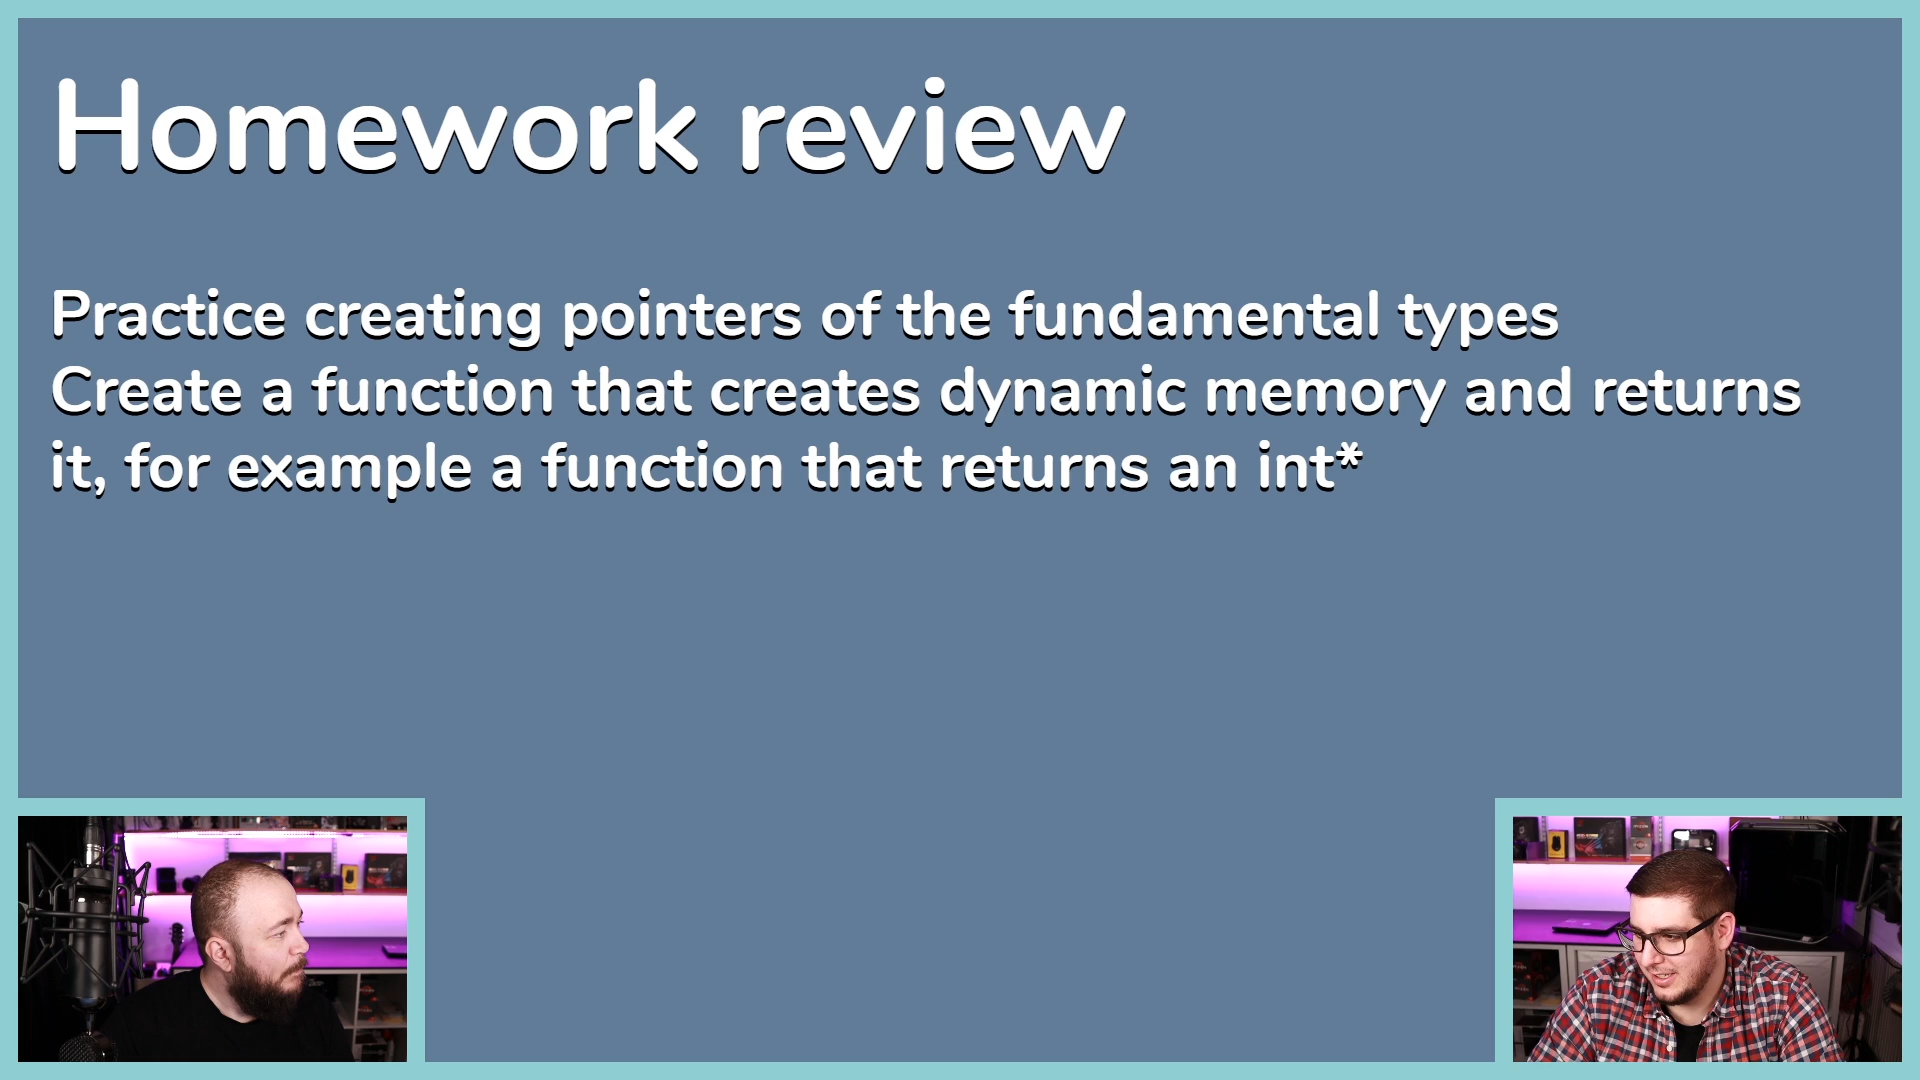 Homework review
Practice creating pointers of the fundamental types
Create a function that creates dynamic memory and returns
it, for example a function that returns an int*